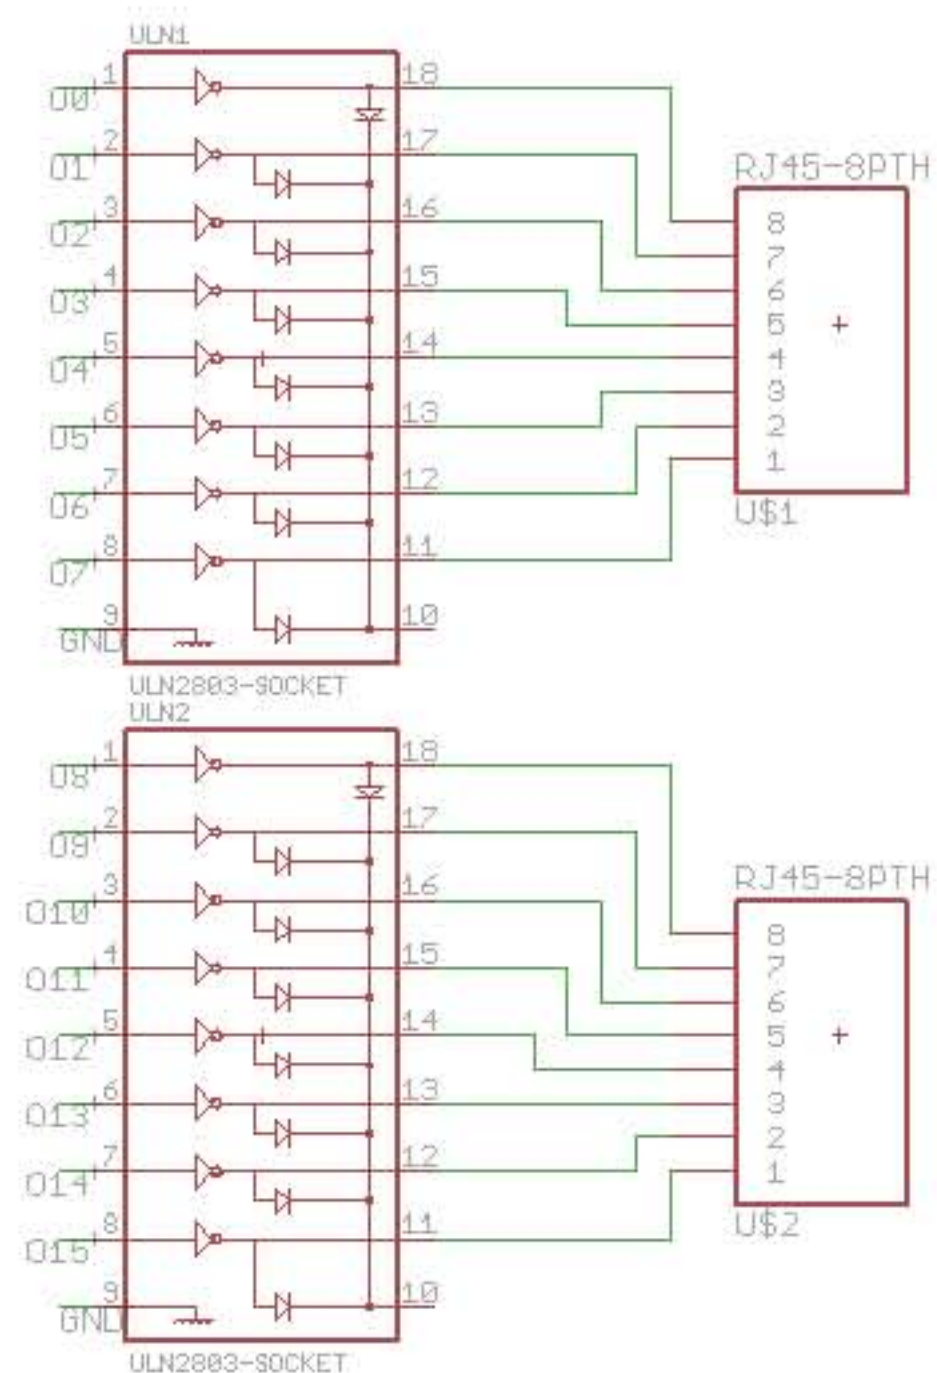 ULN1
O0 1 18
O1 2 17
O2 3 16
O3 4 15
O4 5 14
O5 6 13
O6 7 12
O7 8 11
GND 9 10
ULN2803-SOCKET
RJ45-8PTH
8
7
6
5
4
3
2
1
U$1
ULN2
O8 1 18
O9 2 17
O10 3 16
O11 4 15
O12 5 14
O13 6 13
O14 7 12
O15 8 11
GND 9 10
ULN2803-SOCKET
RJ45-8PTH
8
7
6
5
4
3
2
1
U$2